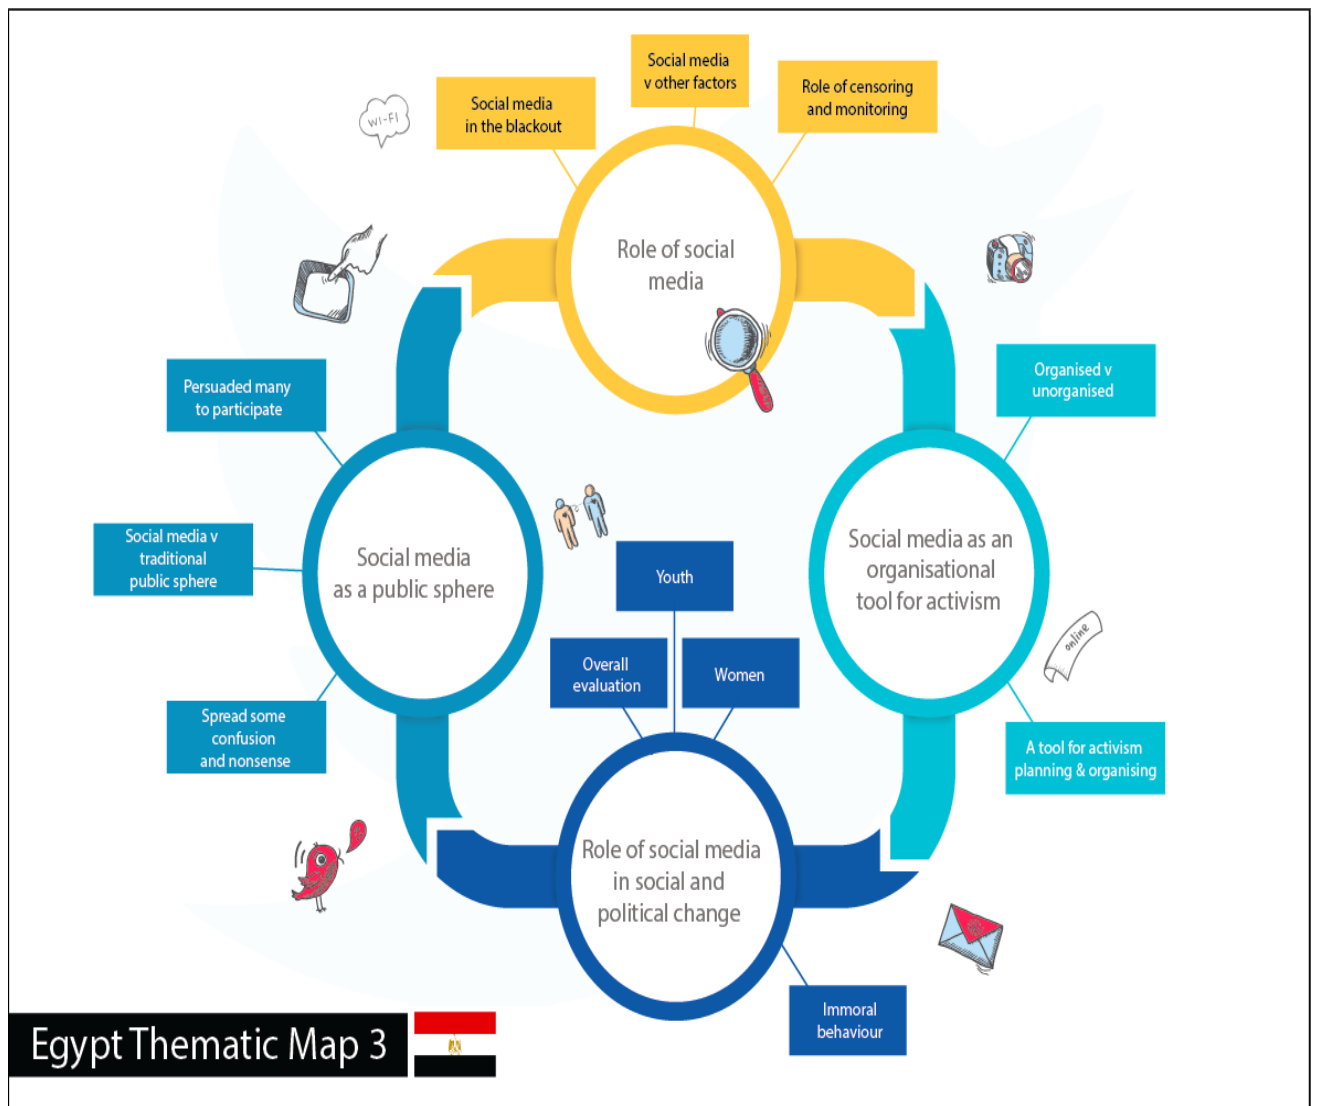 Social media
v other factors
Social media
in the blackout
Role of censoring
and monitoring
WI-FI
Role of social
media
Organised v
unorganised
Persuaded many
to participate
Social media v
traditional
public sphere
Social media
as a public sphere
Social media as an
organisational
tool for activism
Youth
Overall
evaluation
Women
online
Spread some
confusion
and nonsense
A tool for activism
planning & organising
Role of social media
in social and
political change
Immoral
behaviour
Egypt Thematic Map 3